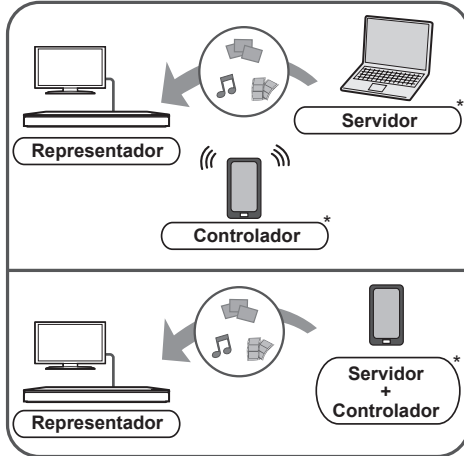 *
Servidor
Representador
*
Controlador
*
Servidor
+
Controlador
Representador